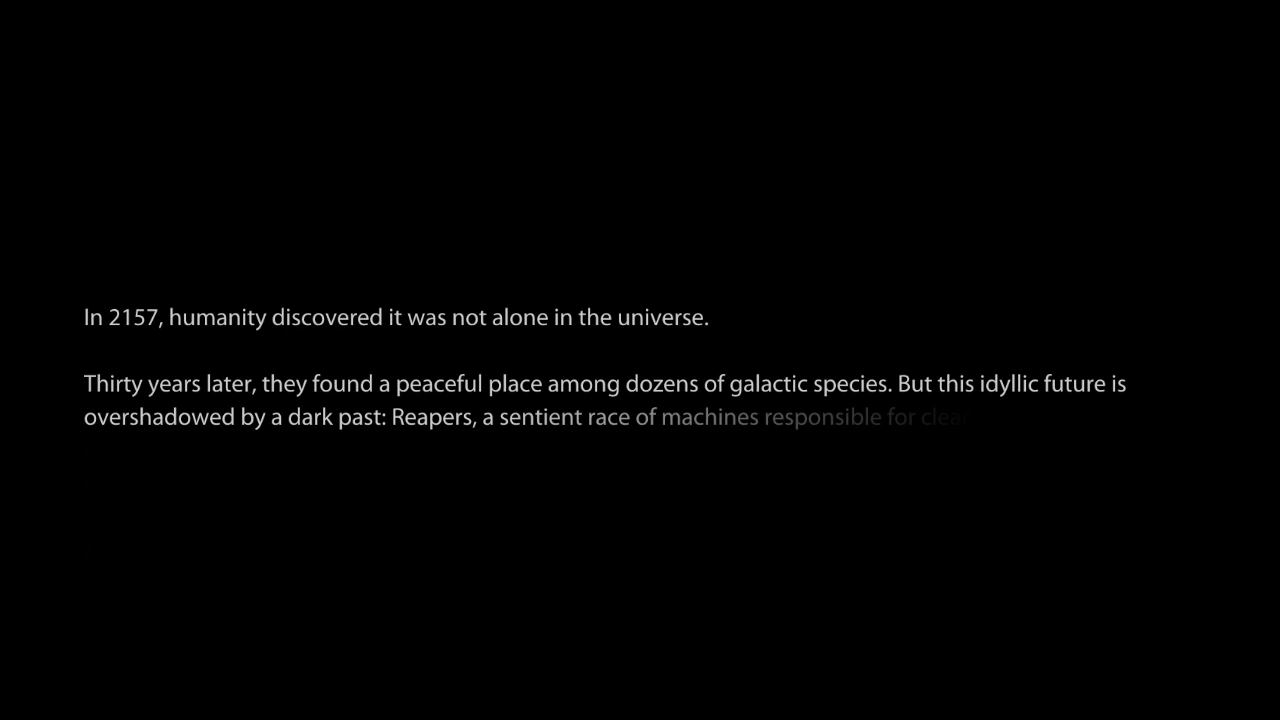 In 2157, humanity discovered it was not alone in the universe.
Thirty years later, they found a peaceful place among dozens of galactic species. But this idyllic future is
overshadowed by a dark past: Reapers, a sentient race of machines responsible for